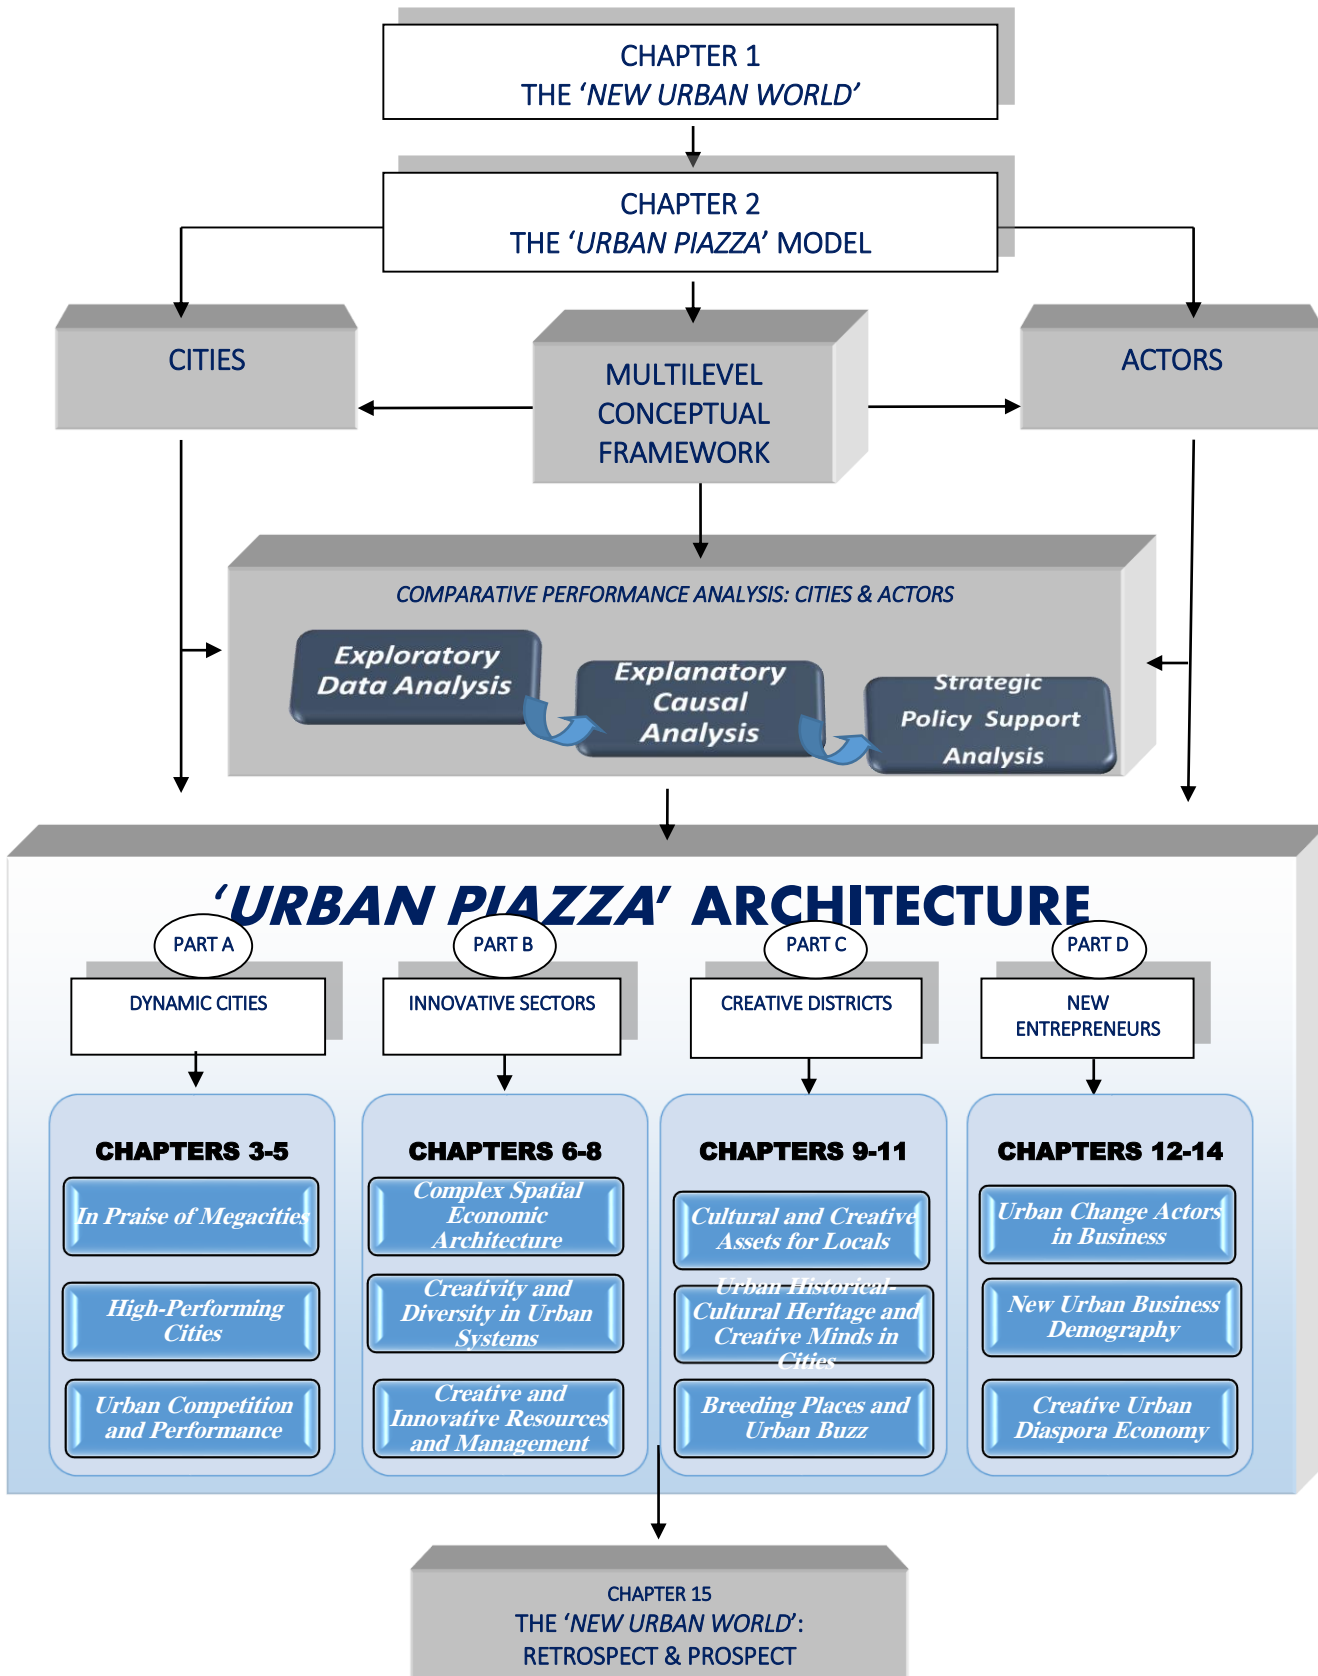 CHAPTER 1
THE ‘NEW URBAN WORLD’
CHAPTER 2
THE ‘URBAN PIAZZA’ MODEL
CITIES
MULTILEVEL
CONCEPTUAL
FRAMEWORK
ACTORS
COMPARATIVE PERFORMANCE ANALYSIS: CITIES & ACTORS
Exploratory
Data Analysis
Explanatory
Causal
Analysis
Strategic
Policy Support
Analysis
‘URBAN PIAZZA’ ARCHITECTURE
PART A
DYNAMIC CITIES
CHAPTERS 3-5
In Praise of Megacities
High-Performing
Cities
Urban Competition
and Performance
PART B
INNOVATIVE SECTORS
CHAPTERS 6-8
Complex Spatial
Economic
Architecture
Creativity and
Diversity in Urban
Systems
Creative and
Innovative Resources
and Management
PART C
CREATIVE DISTRICTS
CHAPTERS 9-11
Cultural and Creative
Assets for Locals
Urban Historical-
Cultural Heritage and
Creative Minds in
Cities
Breeding Places and
Urban Buzz
PART D
NEW
ENTREPRENEURS
CHAPTERS 12-14
Urban Change Actors
in Business
New Urban Business
Demography
Creative Urban
Diaspora Economy
CHAPTER 15
THE ‘NEW URBAN WORLD’:
RETROSPECT & PROSPECT